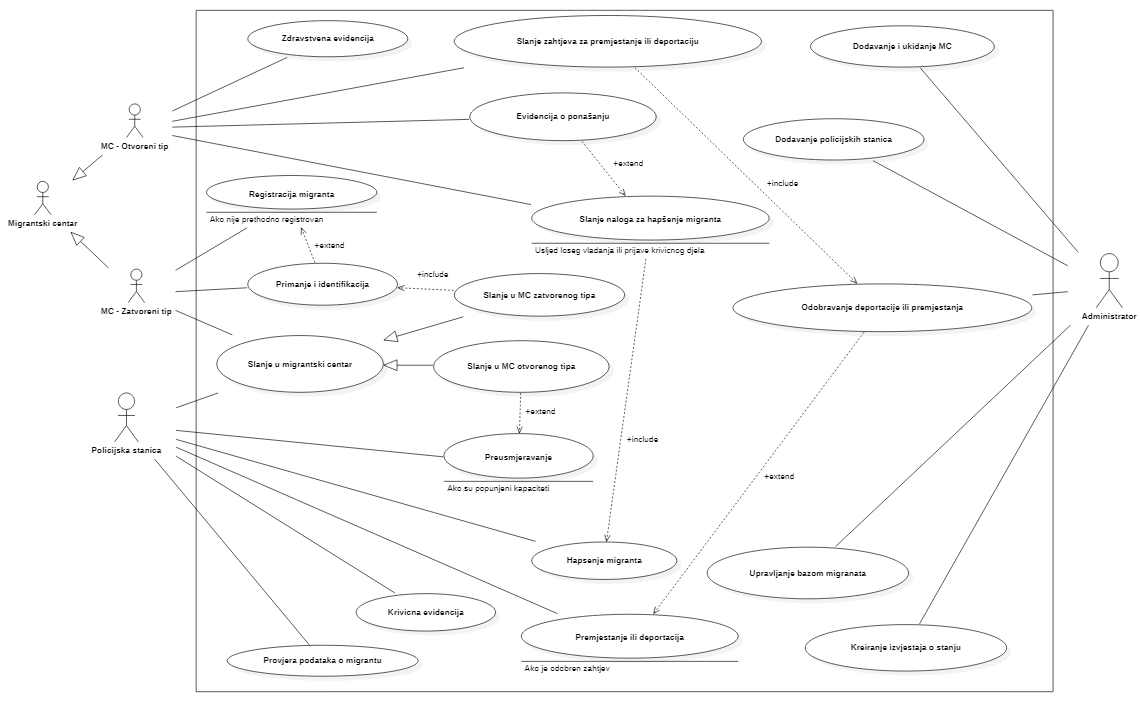 Zdravstvena evidencija
Slanje zahtjeva za premjestanje ili deportaciju
Dodavanje i ukidanje MC
Evidencija o ponašanju
Dodavanje policijskih stanica
MC - Otvoreni tip
+extend
+include
Registracija migranta
Ako nije prethodno registrovan
Migrantski centar
Slanje naloga za hapšenje migranta
Usljed loseg vladanja ili prijave krivicnog djela
+extend
+include
Primanje i identifikacija
Slanje u MC zatvorenog tipa
MC - Zatvoreni tip
Odobravanje deportacije ili premjestanja
Administrator
Slanje u migrantski centar
Slanje u MC otvorenog tipa
+extend
+include
Policijska stanica
Preusmjeravanje
Ako su popunjeni kapaciteti
+extend
Hapsenje migranta
Upravljanje bazom migranata
Krivicna evidencija
Premjestanje ili deportacija
Ako je odobren zahtjev
Kreiranje izvjestaja o stanju
Provjera podataka o migrantu